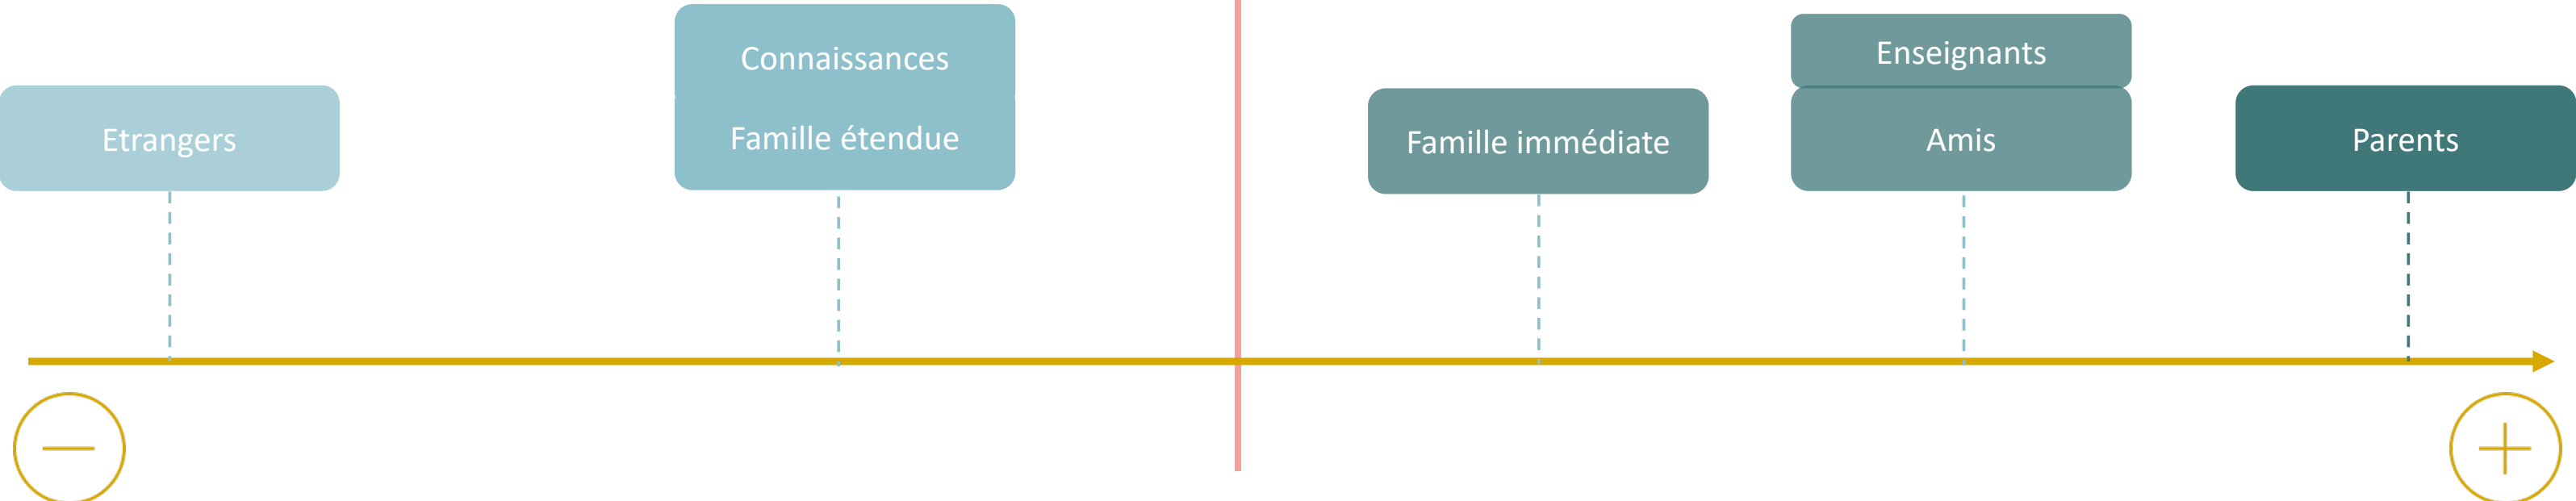 Connaissances
Enseignants
Etrangers
Famille étendue
Famille immédiate
Amis
Parents